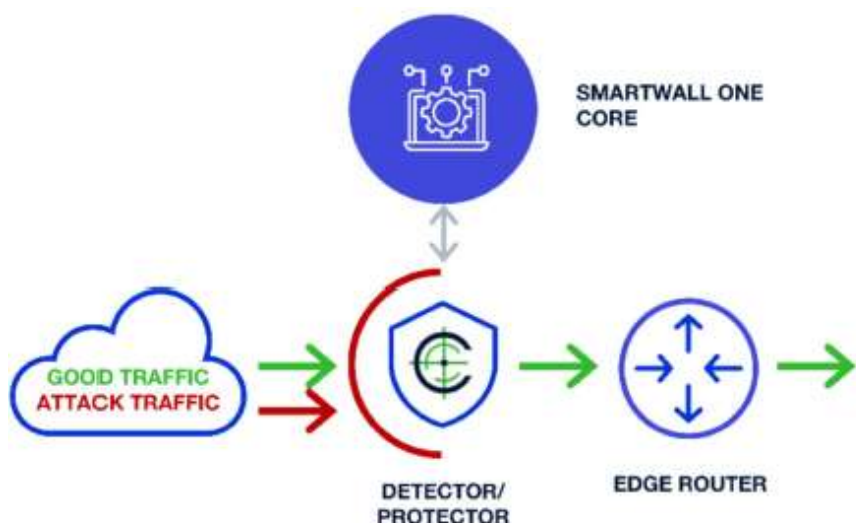 SMARTWALL ONE
CORE
GOOD TRAFFIC
ATTACK TRAFFIC
DETECTOR/
PROTECTOR
EDGE ROUTER